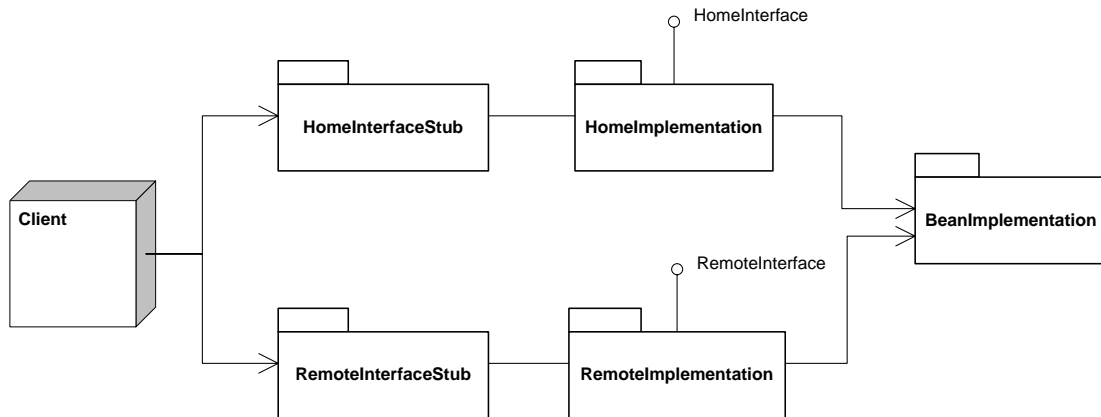 HomeInterface
HomeInterfaceStub
HomeImplementation
Client
BeanImplementation
RemoteInterface
RemoteInterfaceStub
RemoteImplementation